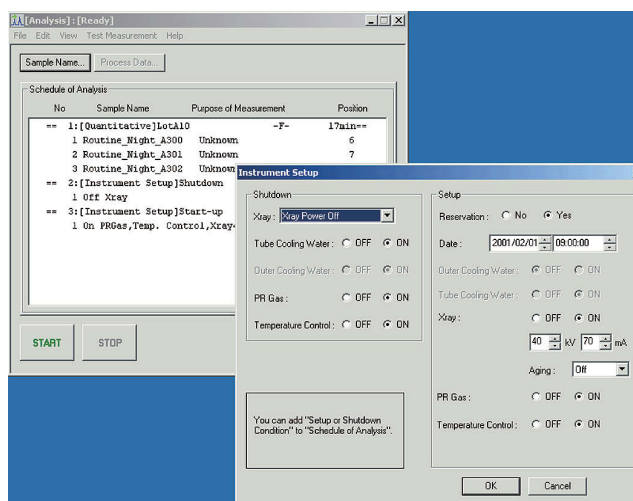 [Analysis]:[Ready]
File Edit View Test Measurement Help
Sample Name... Process Data...
Schedule of Analysis
No Sample Name Purpose of Measurement Position
== 1:[Quantitative]LotA10 -F- 17min==
1 Routine_Night_A300 Unknown 6
2 Routine_Night_A301 Unknown 7
3 Routine_Night_A302 Unknown
== 2:[Instrument Setup]Shutdown
1 Off Xray
== 3:[Instrument Setup]Start-up
1 On PRGas,Temp. Control,Xray
START STOP
Instrument Setup
Shutdown
Xray : Xray Power Off
Tube Cooling Water : OFF ON
Outer Cooling Water : OFF ON
PR Gas : OFF ON
Temperature Control : OFF ON
You can add "Setup or Shutdown
Condition" to "Schedule of Analysis".
Setup
Reservation : No Yes
Date : 2001/02/01 09:00:00
Outer Cooling Water : OFF ON
Tube Cooling Water : OFF ON
Xray : OFF ON
40 kV 70 mA
Aging : Off
PR Gas : OFF ON
Temperature Control : OFF ON
OK Cancel